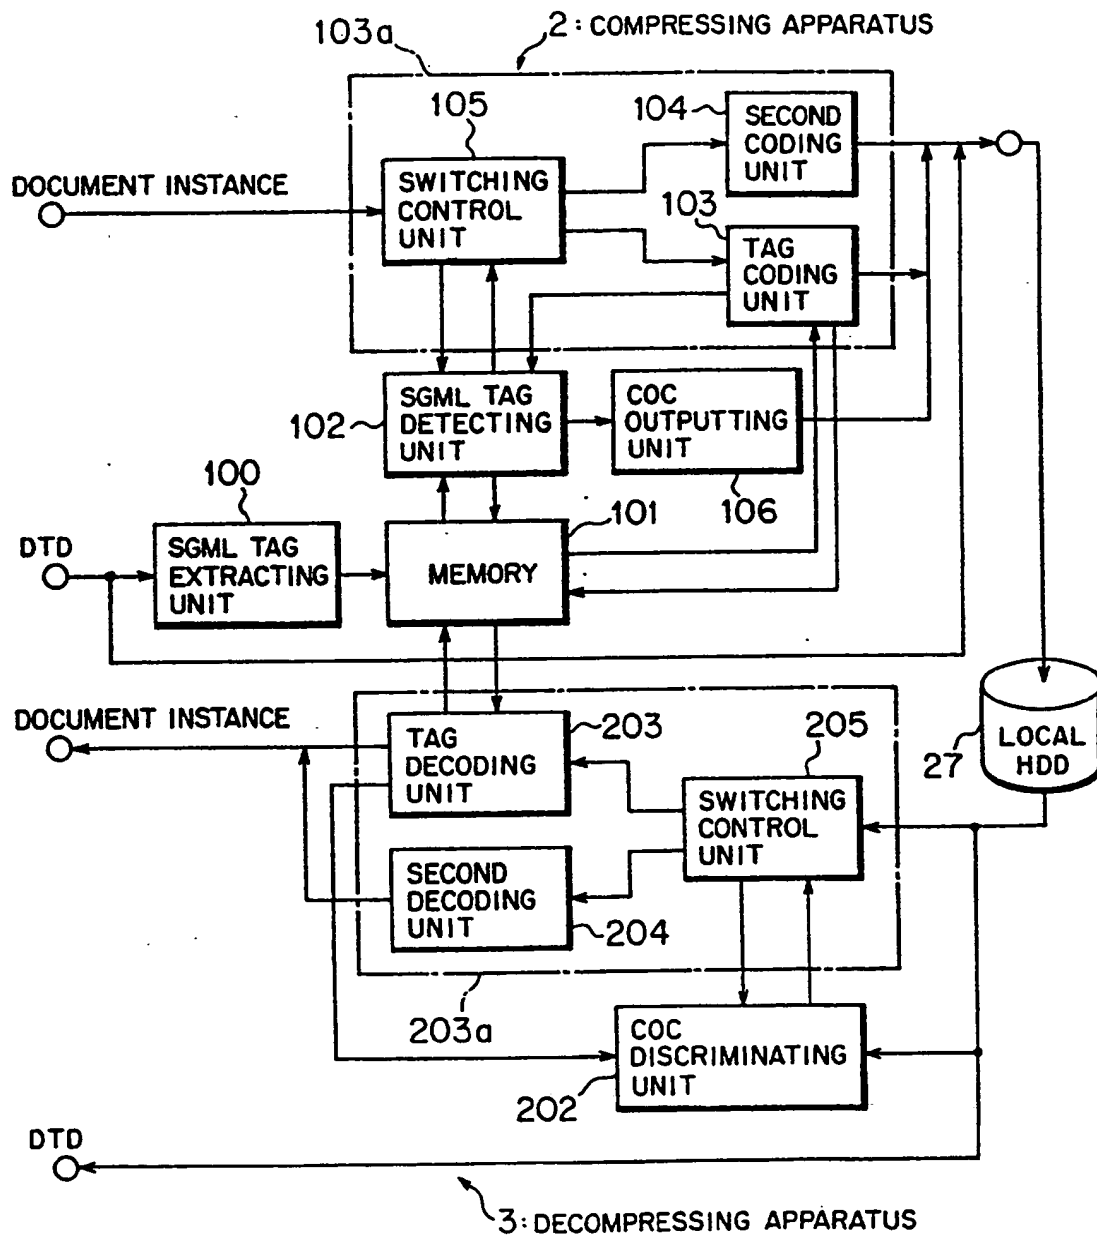 103a
2: COMPRESSING APPARATUS
105
104
SECOND
CODING
UNIT
DOCUMENT INSTANCE
SWITCHING
CONTROL
UNIT
103
TAG
CODING
UNIT
102
SGML TAG
DETECTING
UNIT
COC
OUTPUTTING
UNIT
106
100
101
DTD
SGML TAG
EXTRACTING
UNIT
MEMORY
DOCUMENT INSTANCE
TAG
DECODING
UNIT
203
205
27
LOCAL
HDD
SWITCHING
CONTROL
UNIT
SECOND
DECODING
UNIT
204
203a
COC
DISCRIMINATING
UNIT
202
DTD
3: DECOMPRESSING APPARATUS